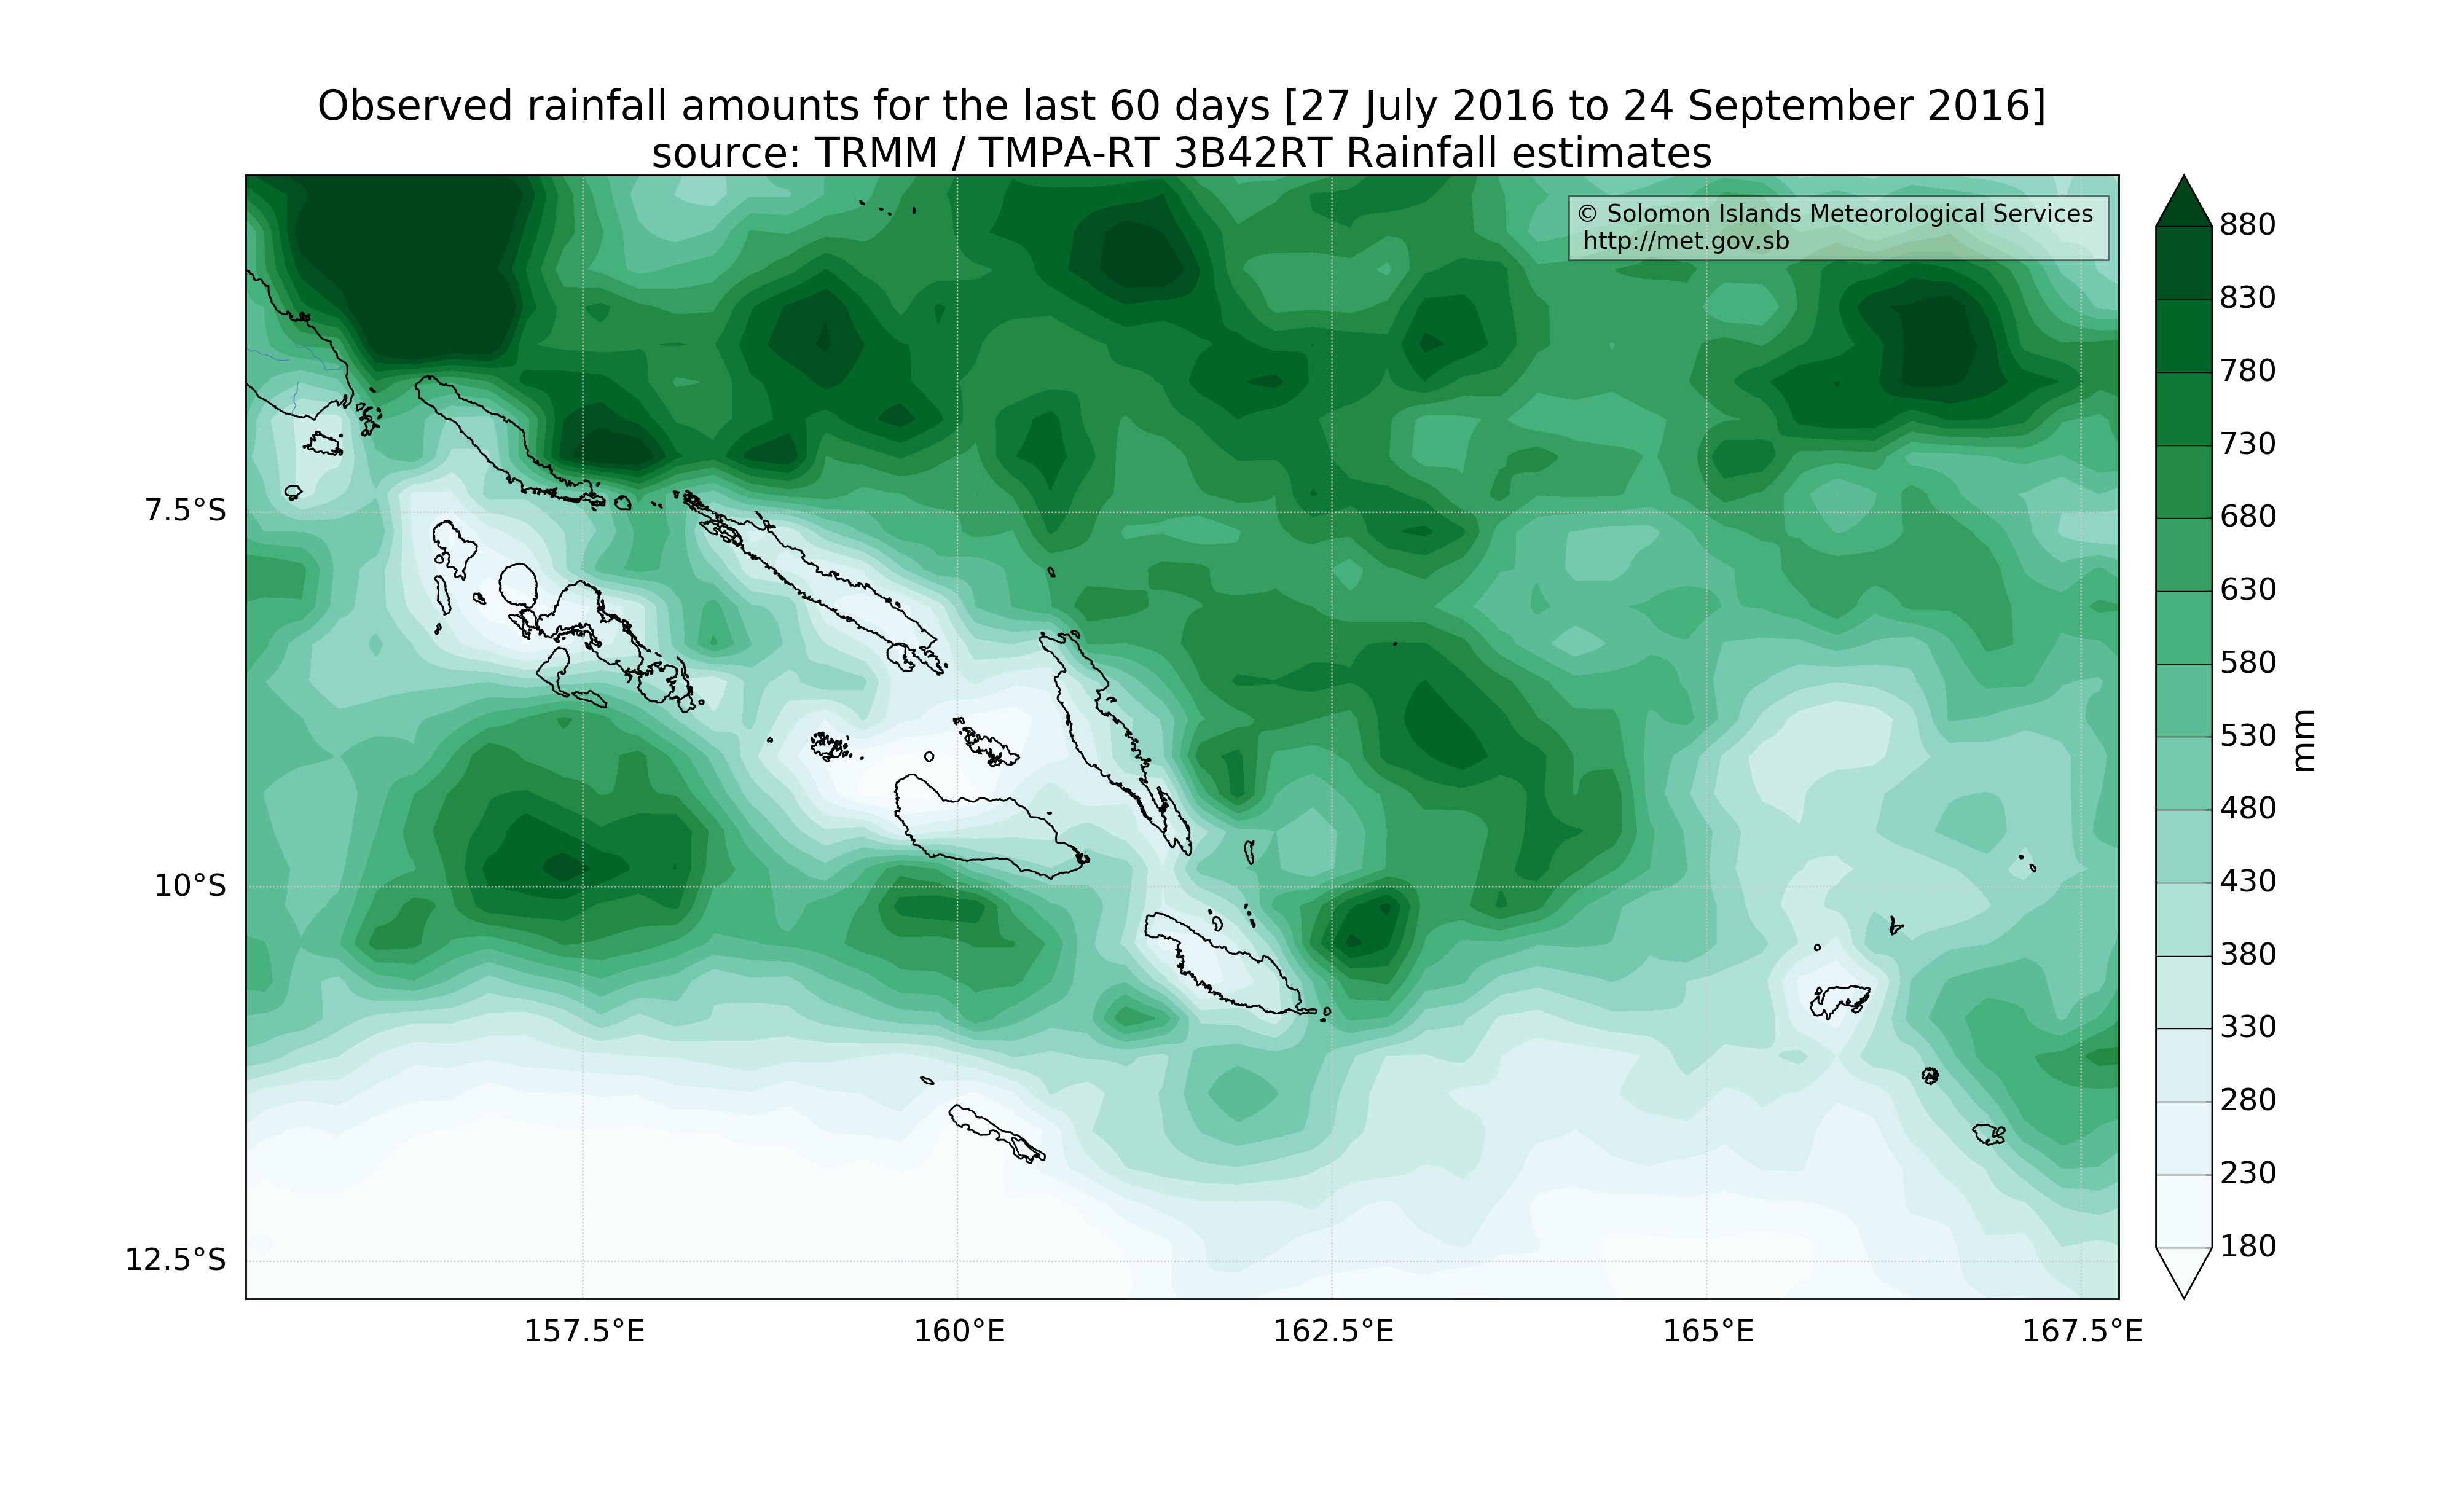 Observed rainfall amounts for the last 60 days [27 July 2016 to 24 September 2016]
source: TRMM / TMPA-RT 3B42RT Rainfall estimates
© Solomon Islands Meteorological Services
http://met.gov.sb
880
830
780
730
680
630
580
530
480
430
380
330
280
230
180
mm
7.5°S
10°S
12.5°S
157.5°E
160°E
162.5°E
165°E
167.5°E